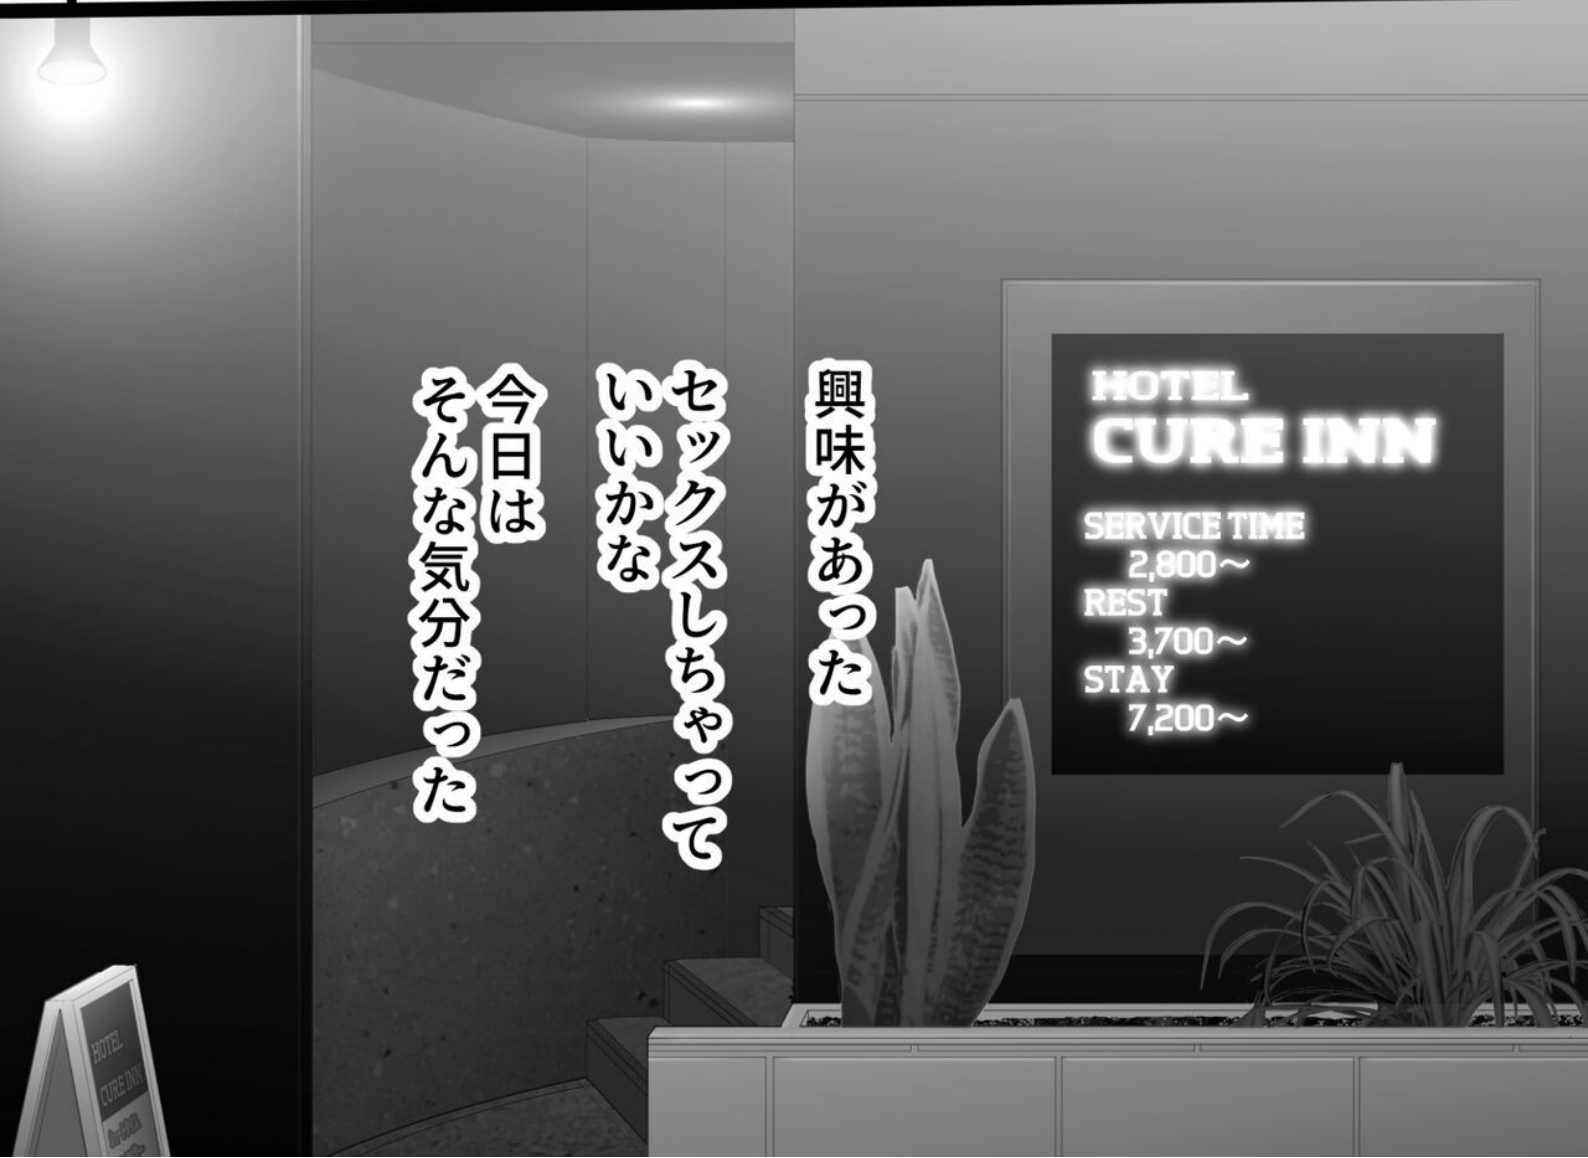 興味があった
セックスしちゃって
いいかな
今日は
そんな気分だった
HOTEL
CURE INN
SERVICE TIME
2,800～
REST
3,700～
STAY
7,200～
HOTEL
CURE INN